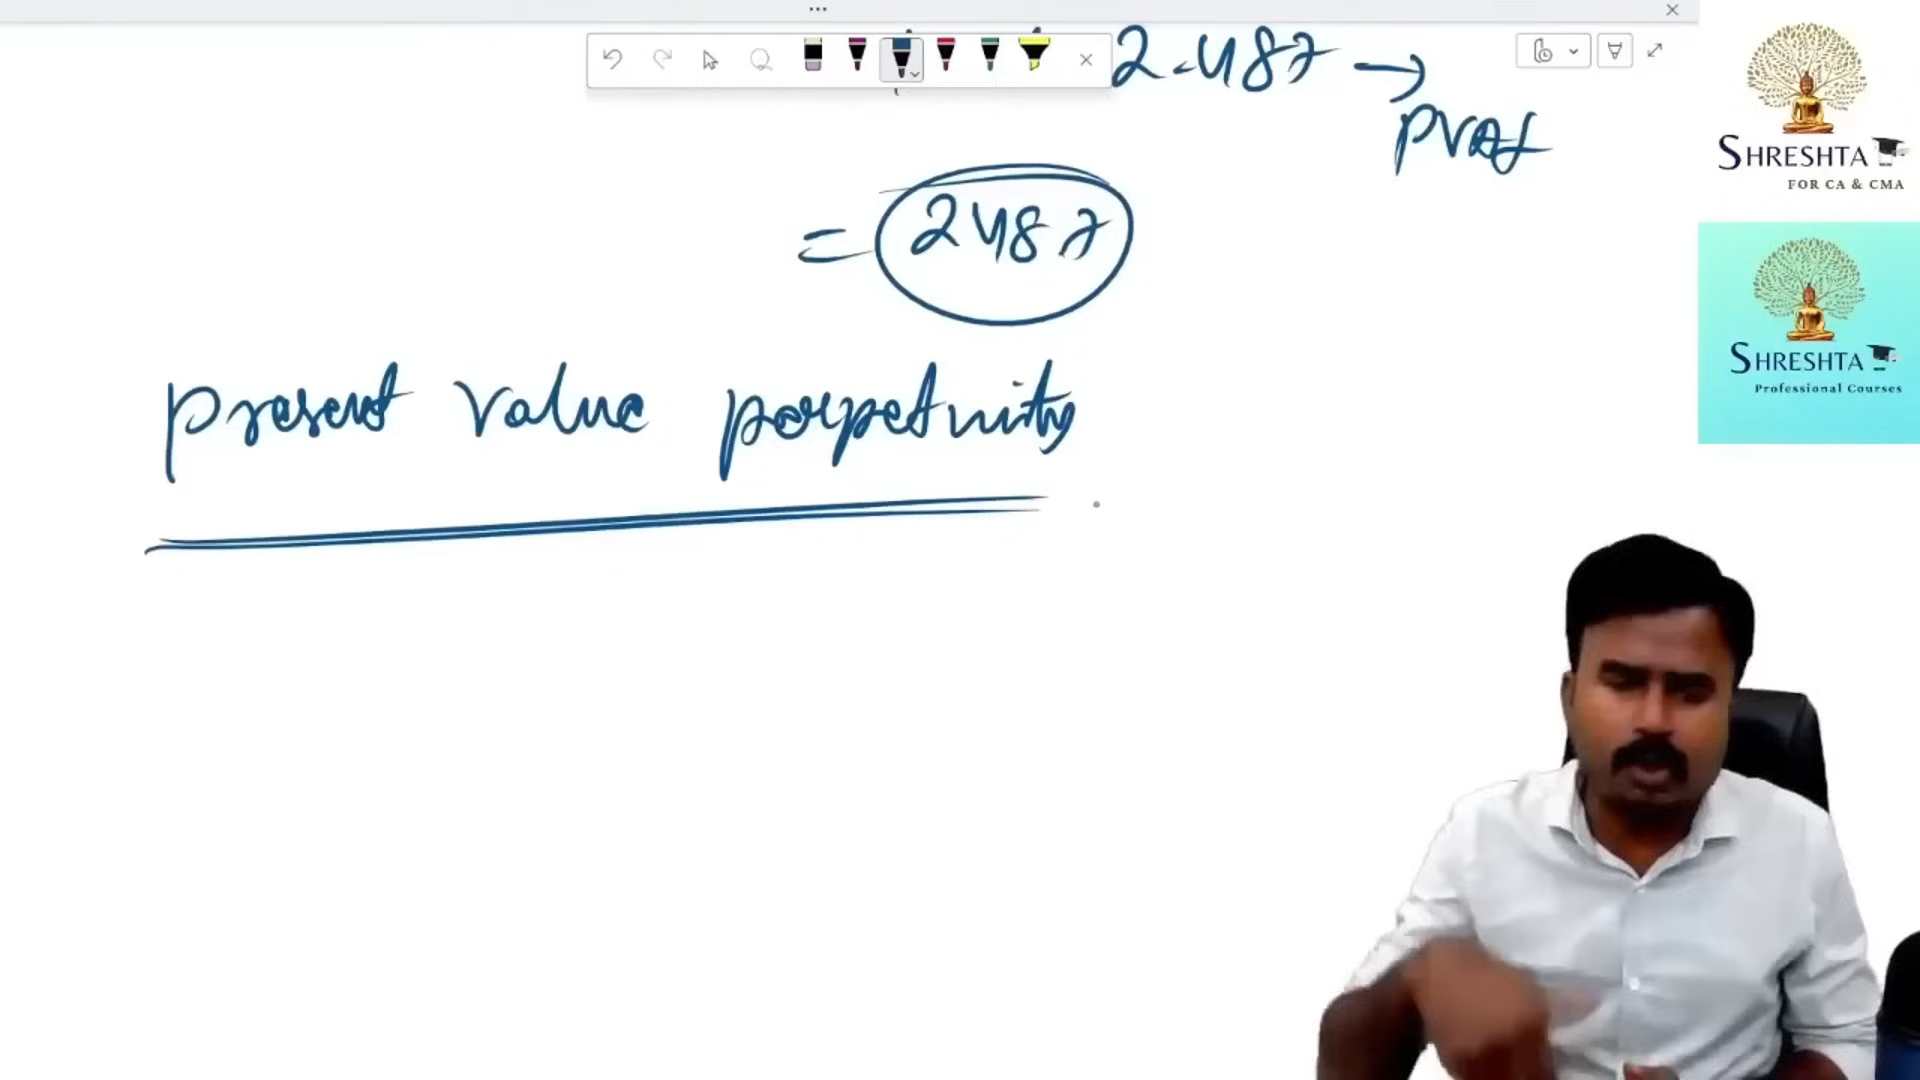 2.487 →
PVAF
= 2487
present value perpetuity
SHRESHTA
FOR CA & CMA
SHRESHTA
Professional Courses